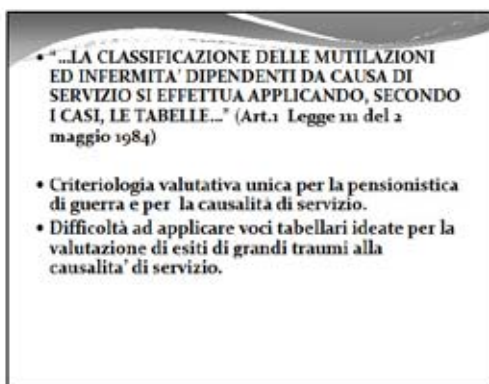 • "...LA CLASSIFICAZIONE DELLE MUTILAZIONI
ED INFERMITA' DIPENDENTI DA CAUSA DI
SERVIZIO SI EFFETTUA APPLICANDO, SECONDO
I CASI, LE TABELLE..." (Art.1 Legge 111 del 2
maggio 1984)
• Criteriologia valutativa unica per la pensionistica
di guerra e per la causalità di servizio.
• Difficoltà ad applicare voci tabellari ideate per la
valutazione di esiti di grandi traumi alla
causalita' di servizio.